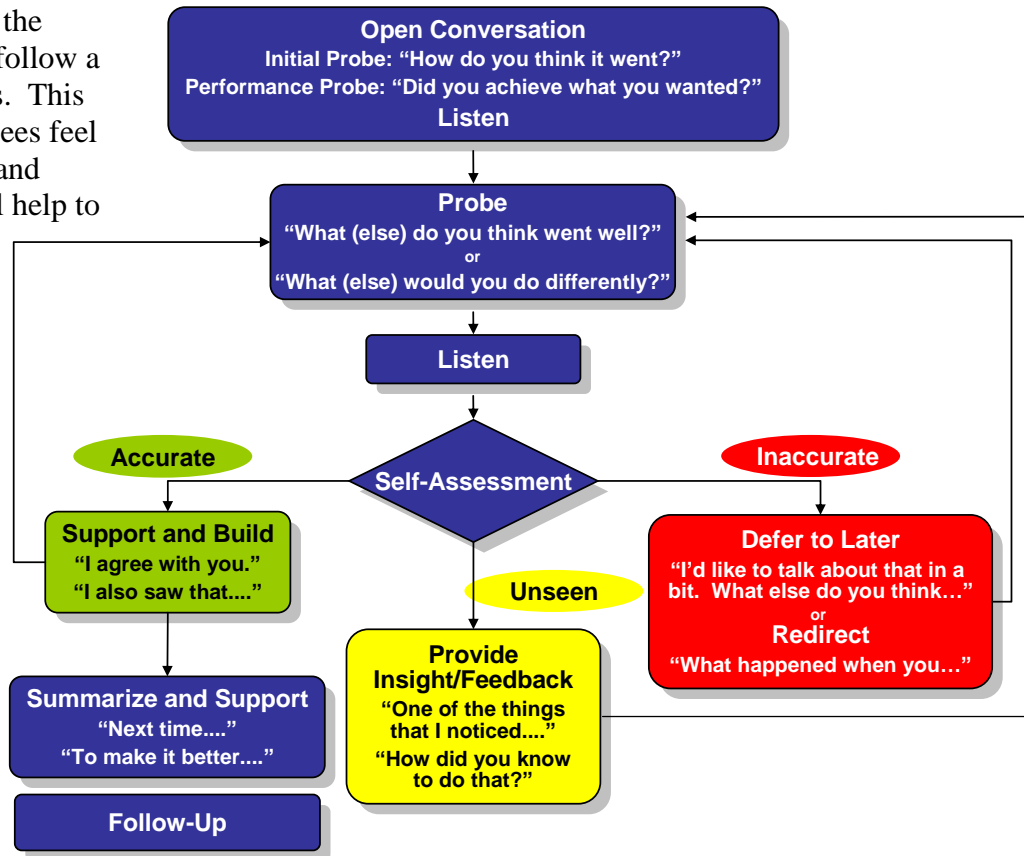 the
follow a
s. This
ees feel
and
l help to
Open Conversation
Initial Probe: “How do you think it went?”
Performance Probe: “Did you achieve what you wanted?”
Listen
Probe
“What (else) do you think went well?”
or
“What (else) would you do differently?”
Listen
Self-Assessment
Accurate
Inaccurate
Unseen
Support and Build
“I agree with you.”
“I also saw that....”
Defer to Later
“I’d like to talk about that in a
bit. What else do you think…”
or
Redirect
“What happened when you…”
Provide
Insight/Feedback
“One of the things
that I noticed....”
“How did you know
to do that?”
Summarize and Support
“Next time....”
“To make it better....”
Follow-Up